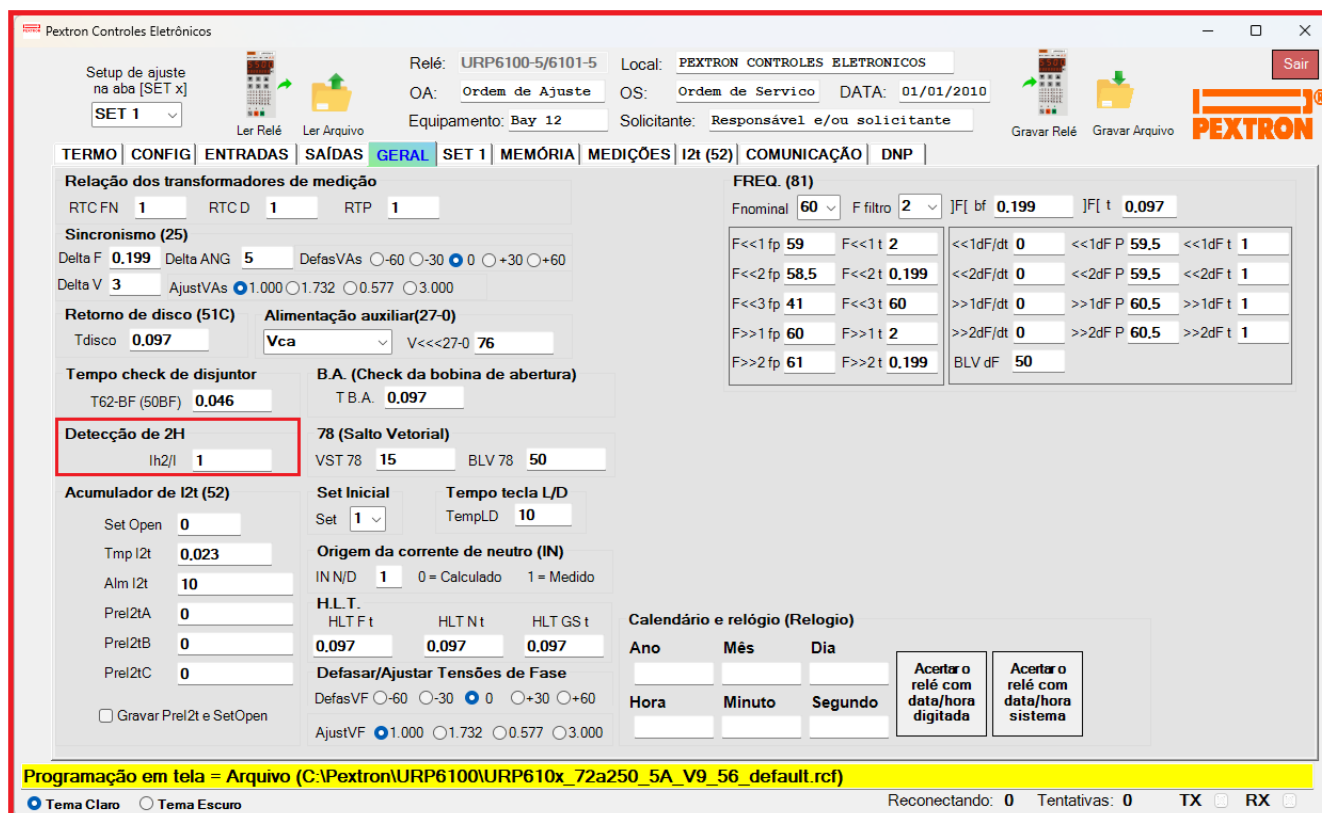 Pextron Controles Eletrônicos
Setup de ajuste
na aba [SET x]
SET 1
Ler Relé
Ler Arquivo
Relé: URP6100-5/6101-5
OA: Ordem de Ajuste
Equipamento: Bay 12
Local: PEXTRON CONTROLES ELETRONICOS
OS: Ordem de Servico DATA: 01/01/2010
Solicitante: Responsável e/ou solicitante
Gravar Relé
Gravar Arquivo
Sair
PEXTRON
TERMO CONFIG ENTRADAS SAÍDAS GERAL SET 1 MEMÓRIA MEDIÇÕES I2t (52) COMUNICAÇÃO DNP
Relação dos transformadores de medição
RTC FN 1 RTC D 1 RTP 1
Sincronismo (25)
Delta F 0.199 Delta ANG 5 DefasVAs -60 -30 0 +30 +60
Delta V 3 AjustVAs 1.000 1.732 0.577 3.000
Retorno de disco (51C)
Tdisco 0.097
Alimentação auxiliar(27-0)
Vca V<<<27-0 76
Tempo check de disjuntor
T62-BF (50BF) 0.046
B.A. (Check da bobina de abertura)
T B.A. 0.097
Detecção de 2H
Ih2/I 1
78 (Salto Vetorial)
VST 78 15 BLV 78 50
Acumulador de I2t (52)
Set Open 0
Tmp I2t 0.023
Alm I2t 10
PreI2tA 0
PreI2tB 0
PreI2tC 0
Gravar PreI2t e SetOpen
Set Inicial
Set 1
Tempo tecla L/D
TempLD 10
Origem da corrente de neutro (IN)
IN N/D 1 0 = Calculado 1 = Medido
H.L.T.
HLT F t HLT N t HLT GS t
0.097 0.097 0.097
Defasar/Ajustar Tensões de Fase
DefasVF -60 -30 0 +30 +60
AjustVF 1.000 1.732 0.577 3.000
FREQ. (81)
Fnominal 60 F filtro 2 ]F[ bf 0.199 ]F[ t 0.097
F<<1 fp 59 F<<1 t 2 <<1dF/dt 0 <<1dF P 59.5 <<1dF t 1
F<<2 fp 58.5 F<<2 t 0.199 <<2dF/dt 0 <<2dF P 59.5 <<2dF t 1
F<<3 fp 41 F<<3 t 60 >>1dF/dt 0 >>1dF P 60.5 >>1dF t 1
F>>1 fp 60 F>>1 t 2 >>2dF/dt 0 >>2dF P 60.5 >>2dF t 1
F>>2 fp 61 F>>2 t 0.199 BLV dF 50
Calendário e relógio (Relogio)
Ano Mês Dia
Hora Minuto Segundo
Acertar o
relé com
data/hora
digitada
Acertar o
relé com
data/hora
sistema
Programação em tela = Arquivo (C:\Pextron\URP6100\URP610x_72a250_5A_V9_56_default.rcf)
Tema Claro Tema Escuro Reconectando: 0 Tentativas: 0 TX RX